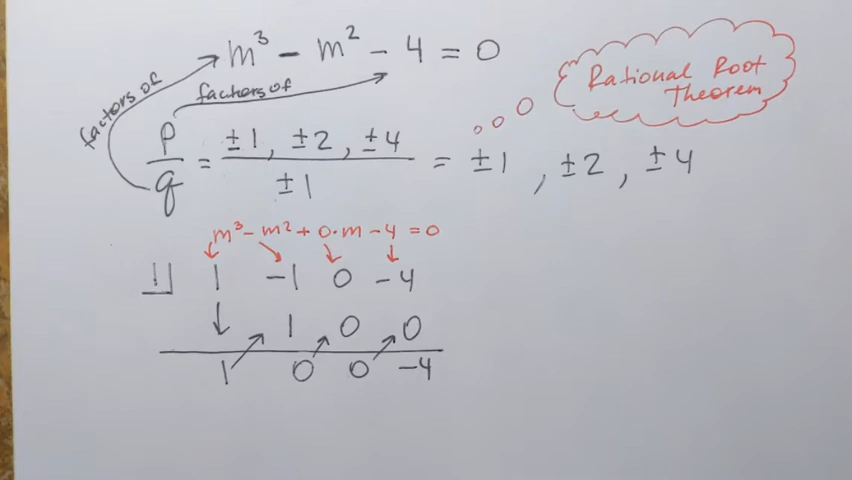 m³ - m² - 4 = 0
Rational Root
Theorem
factors of
factors of
p/q = ±1, ±2, ±4 / ±1 = ±1, ±2, ±4
m³ - m² + 0·m - 4 = 0
1 1 -1 0 -4
1 0 0
1 0 0 -4